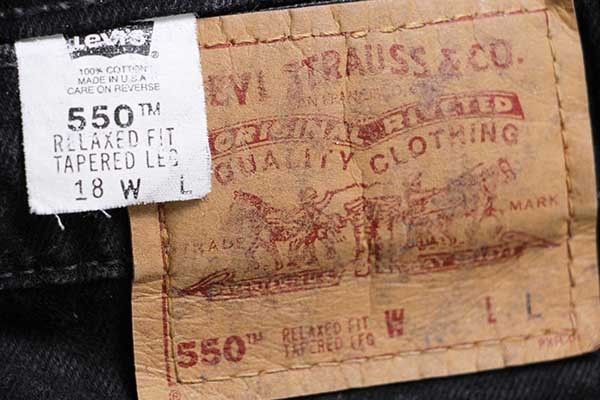 Levi's
100% COTTON
MADE IN U.S.A
CARE ON REVERSE
550™
RELAXED FIT
TAPERED LEG
18 W L
LEVI STRAUSS & CO.
ORIGINAL RIVETED
QUALITY CLOTHING
TRADE MARK
550™ RELAXED FIT W L L
TAPERED LEG
®